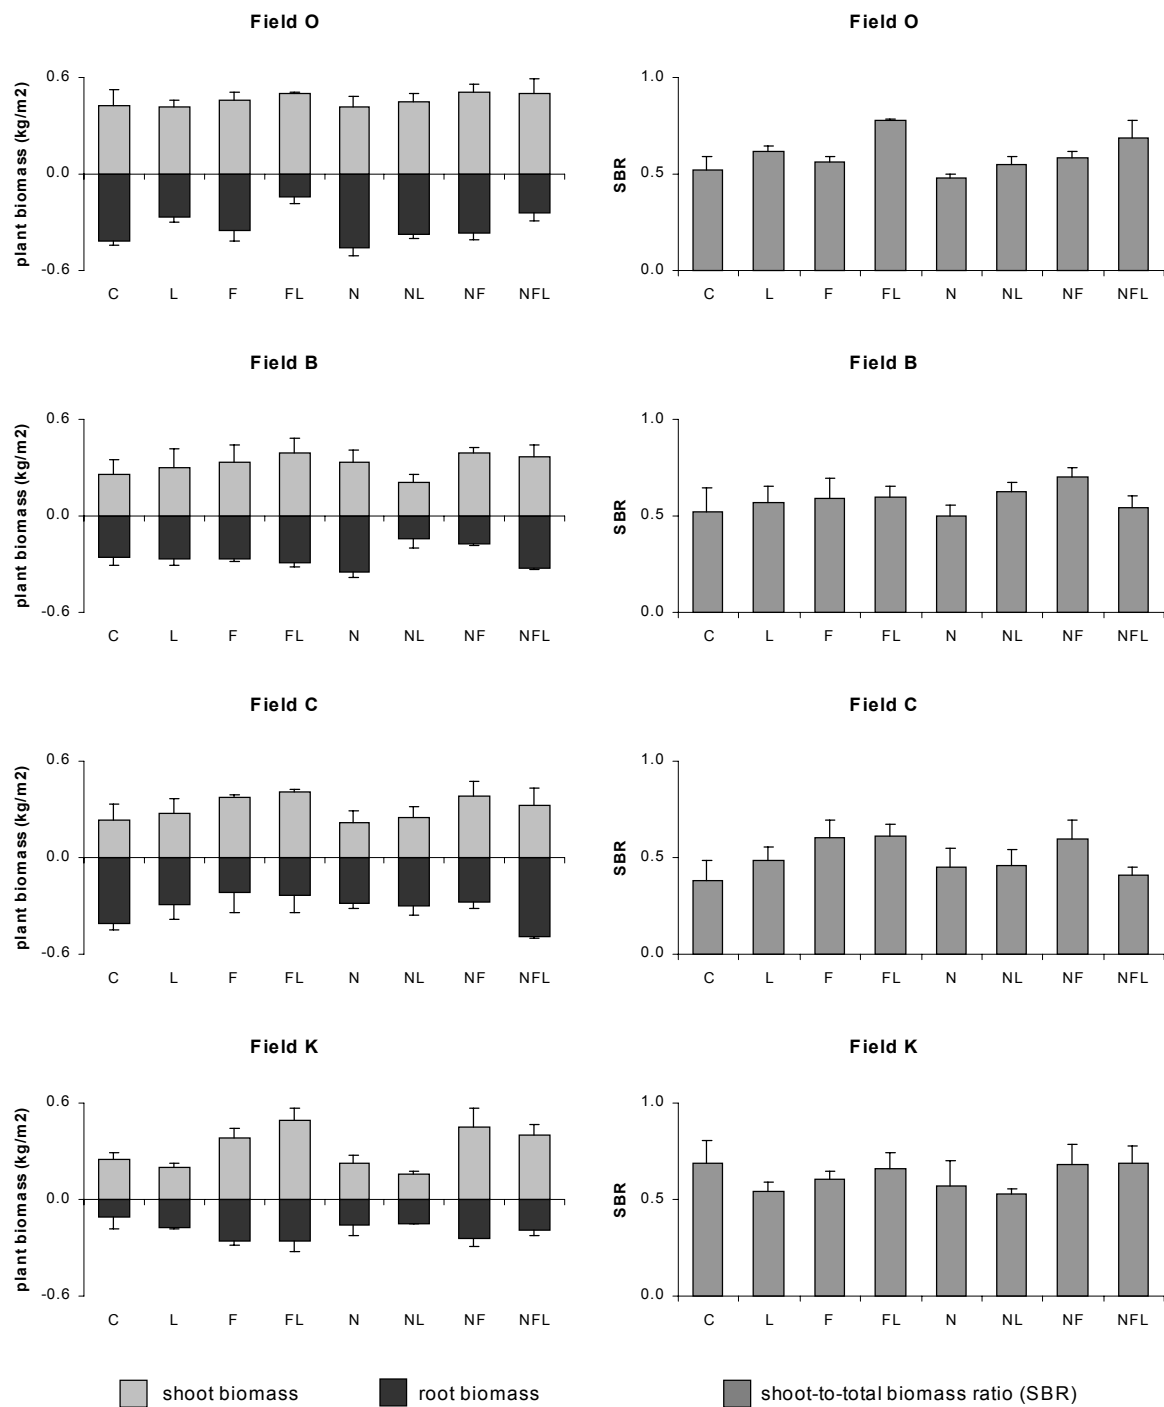 Field O
Field O
plant biomass (kg/m2)
0.6
0.0
-0.6
C L F FL N NL NF NFL
SBR
1.0
0.5
0.0
C L F FL N NL NF NFL
Field B
Field B
plant biomass (kg/m2)
0.6
0.0
-0.6
C L F FL N NL NF NFL
SBR
1.0
0.5
0.0
C L F FL N NL NF NFL
Field C
Field C
plant biomass (kg/m2)
0.6
0.0
-0.6
C L F FL N NL NF NFL
SBR
1.0
0.5
0.0
C L F FL N NL NF NFL
Field K
Field K
plant biomass (kg/m2)
0.6
0.0
-0.6
C L F FL N NL NF NFL
SBR
1.0
0.5
0.0
C L F FL N NL NF NFL
shoot biomass
root biomass
shoot-to-total biomass ratio (SBR)